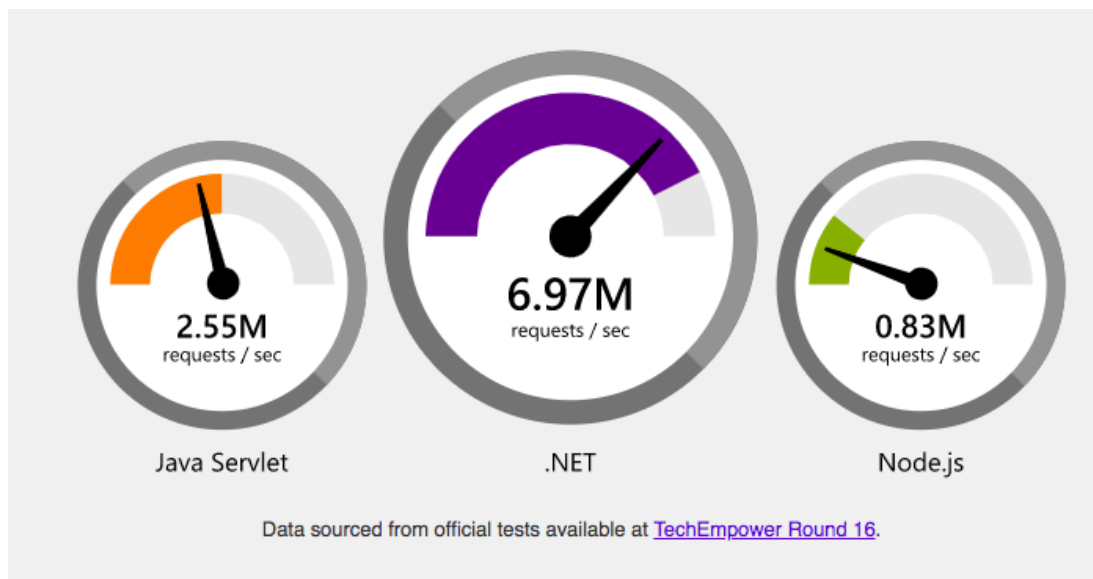 2.55M
requests / sec
Java Servlet
6.97M
requests / sec
.NET
0.83M
requests / sec
Node.js
Data sourced from official tests available at TechEmpower Round 16.